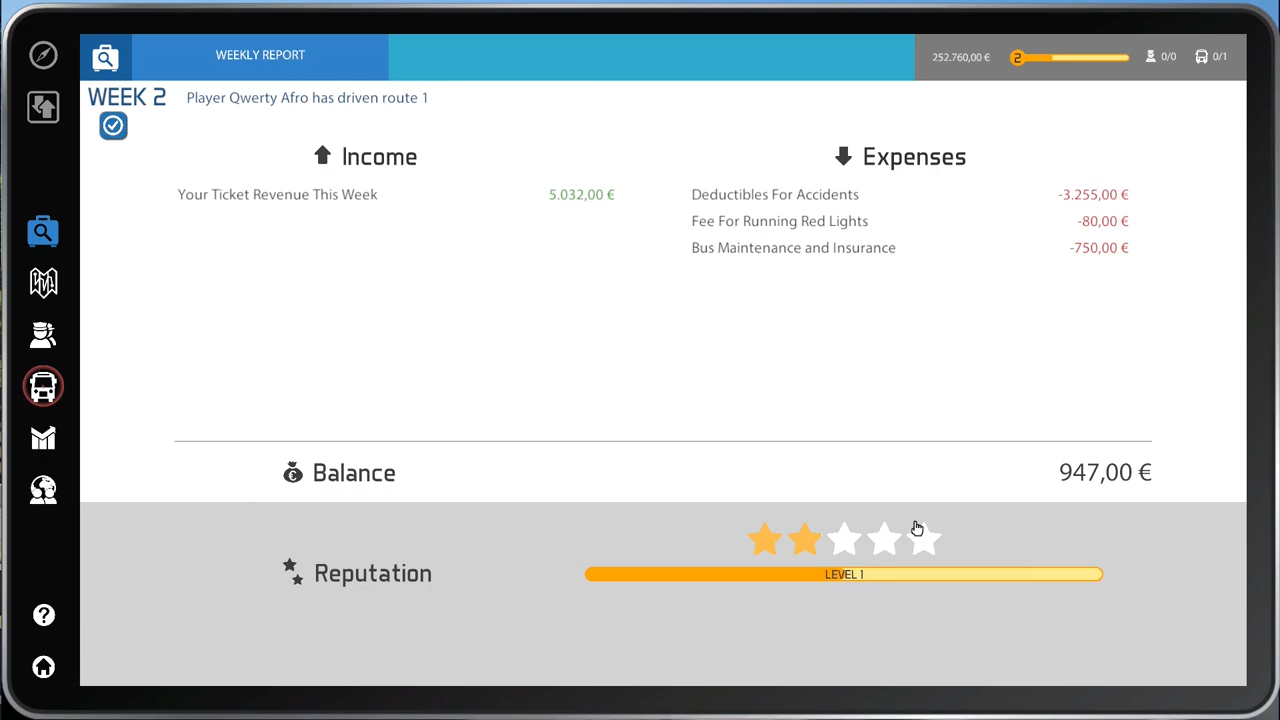 WEEKLY REPORT
252.760,00 €
2
0/0
0/1
WEEK 2
Player Qwerty Afro has driven route 1
Income
Expenses
Your Ticket Revenue This Week 5.032,00 €
Deductibles For Accidents -3.255,00 €
Fee For Running Red Lights -80,00 €
Bus Maintenance and Insurance -750,00 €
Balance 947,00 €
Reputation
LEVEL 1